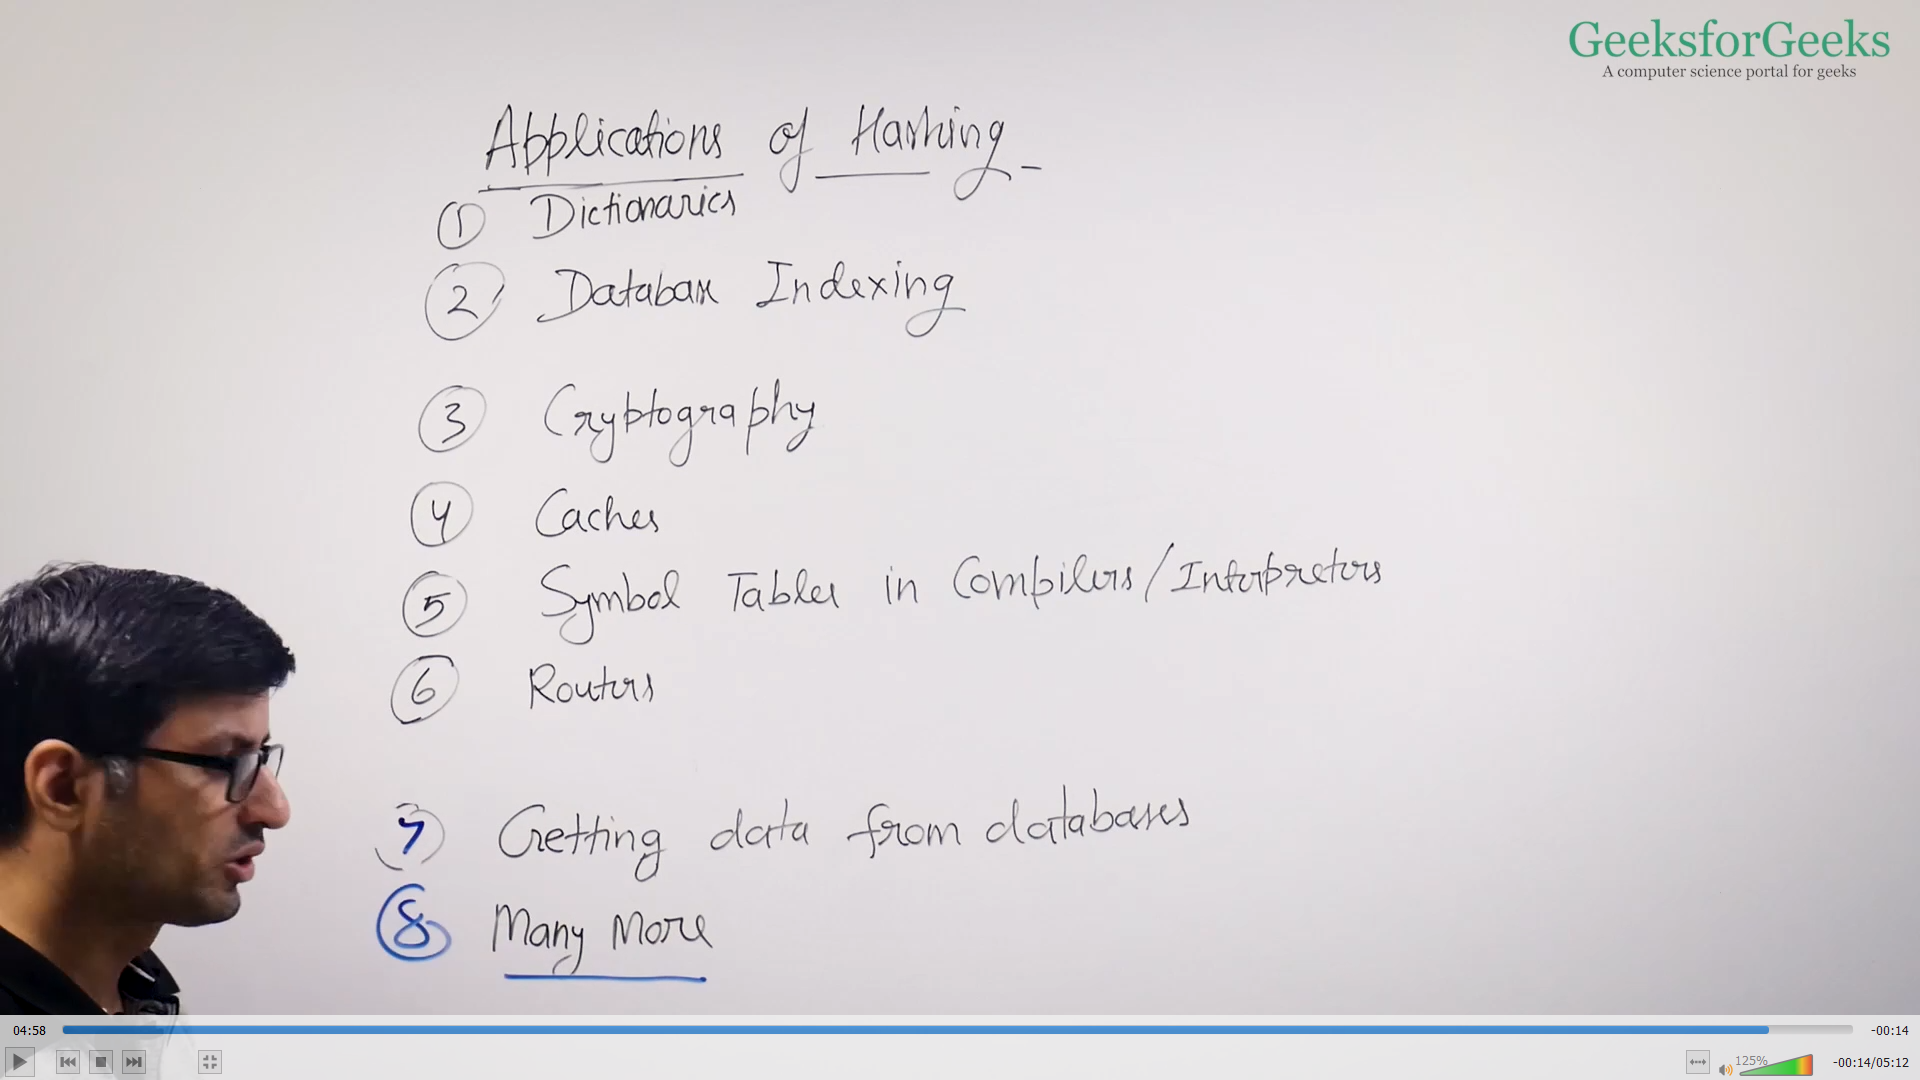 GeeksforGeeks
A computer science portal for geeks
Applications of Hashing -
1 Dictionaries
2 Database Indexing
3 Cryptography
4 Caches
5 Symbol Tables in Compilers/Interpreters
6 Routers
7 Getting data from databases
8 Many More
04:58
-00:14
125%
-00:14/05:12